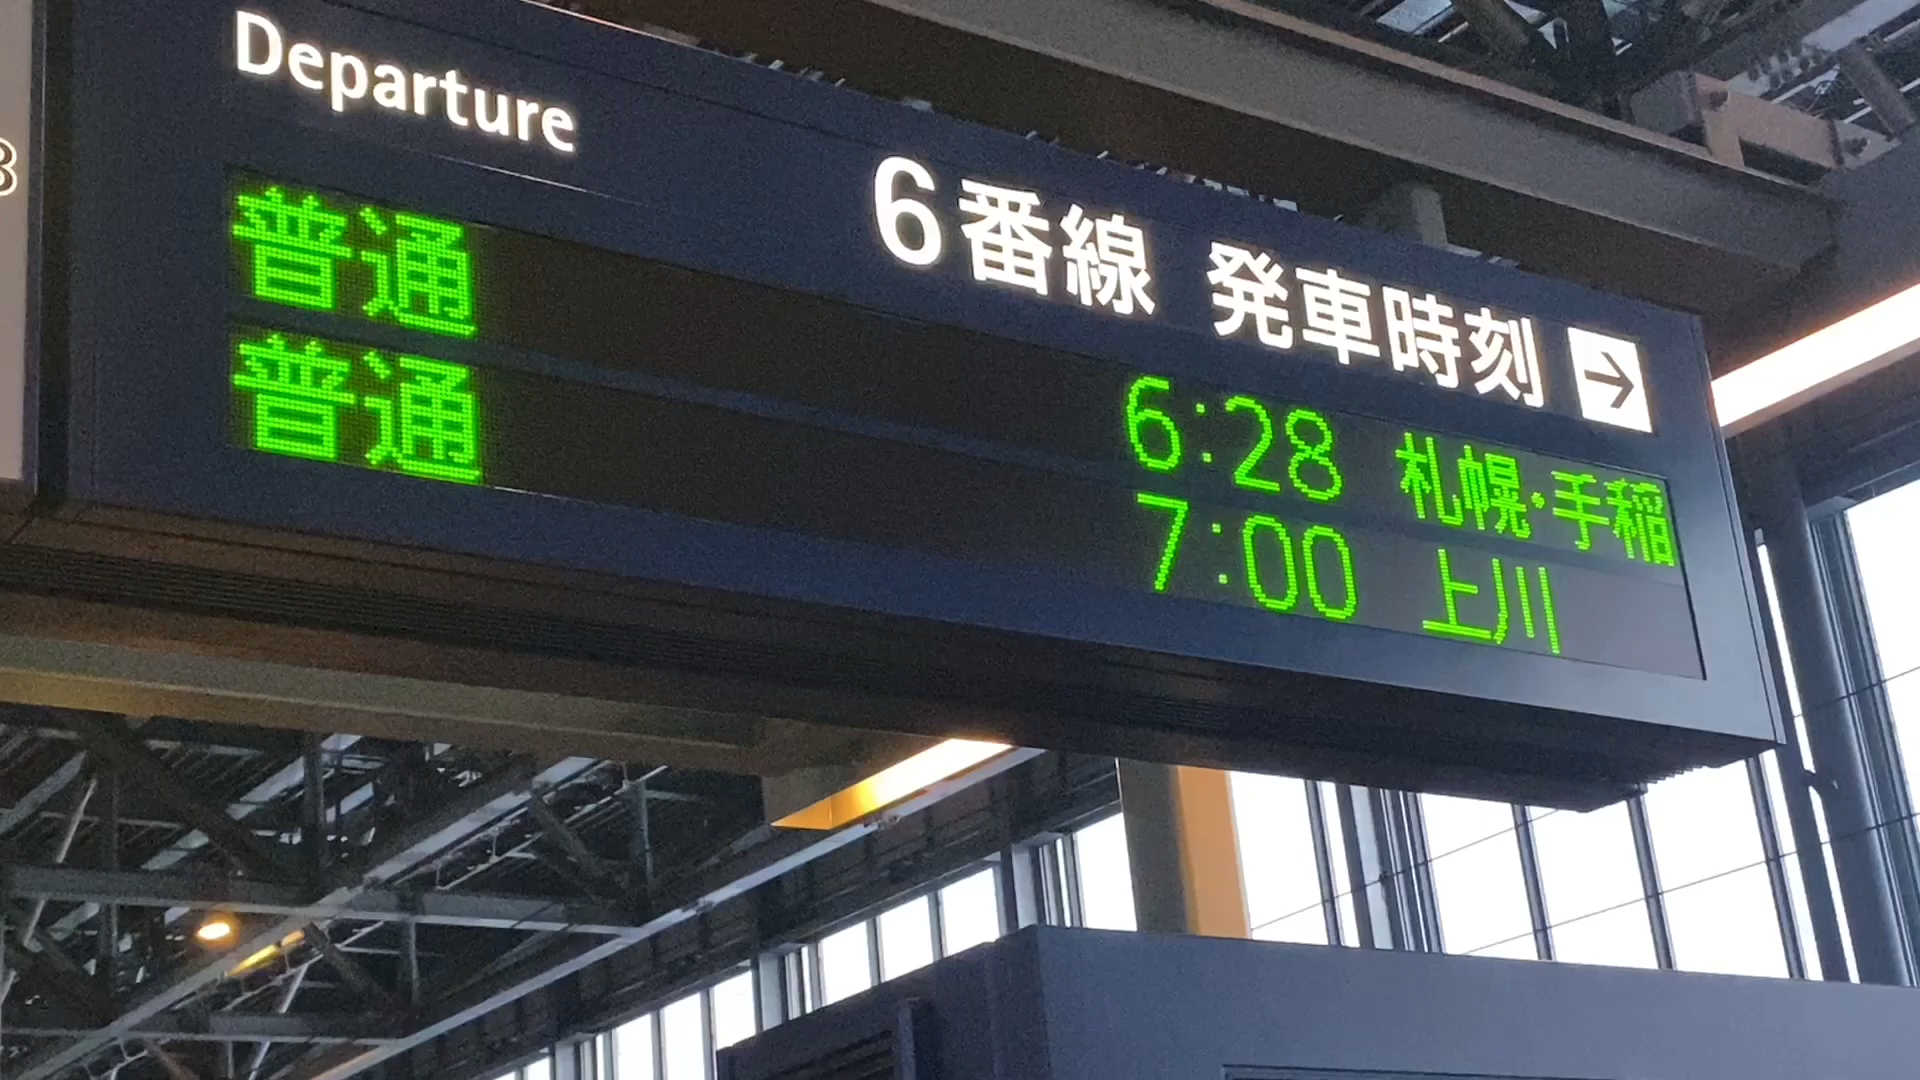 Departure
6番線 発車時刻 →
普通 6:28 札幌・手稲
普通 7:00 上川